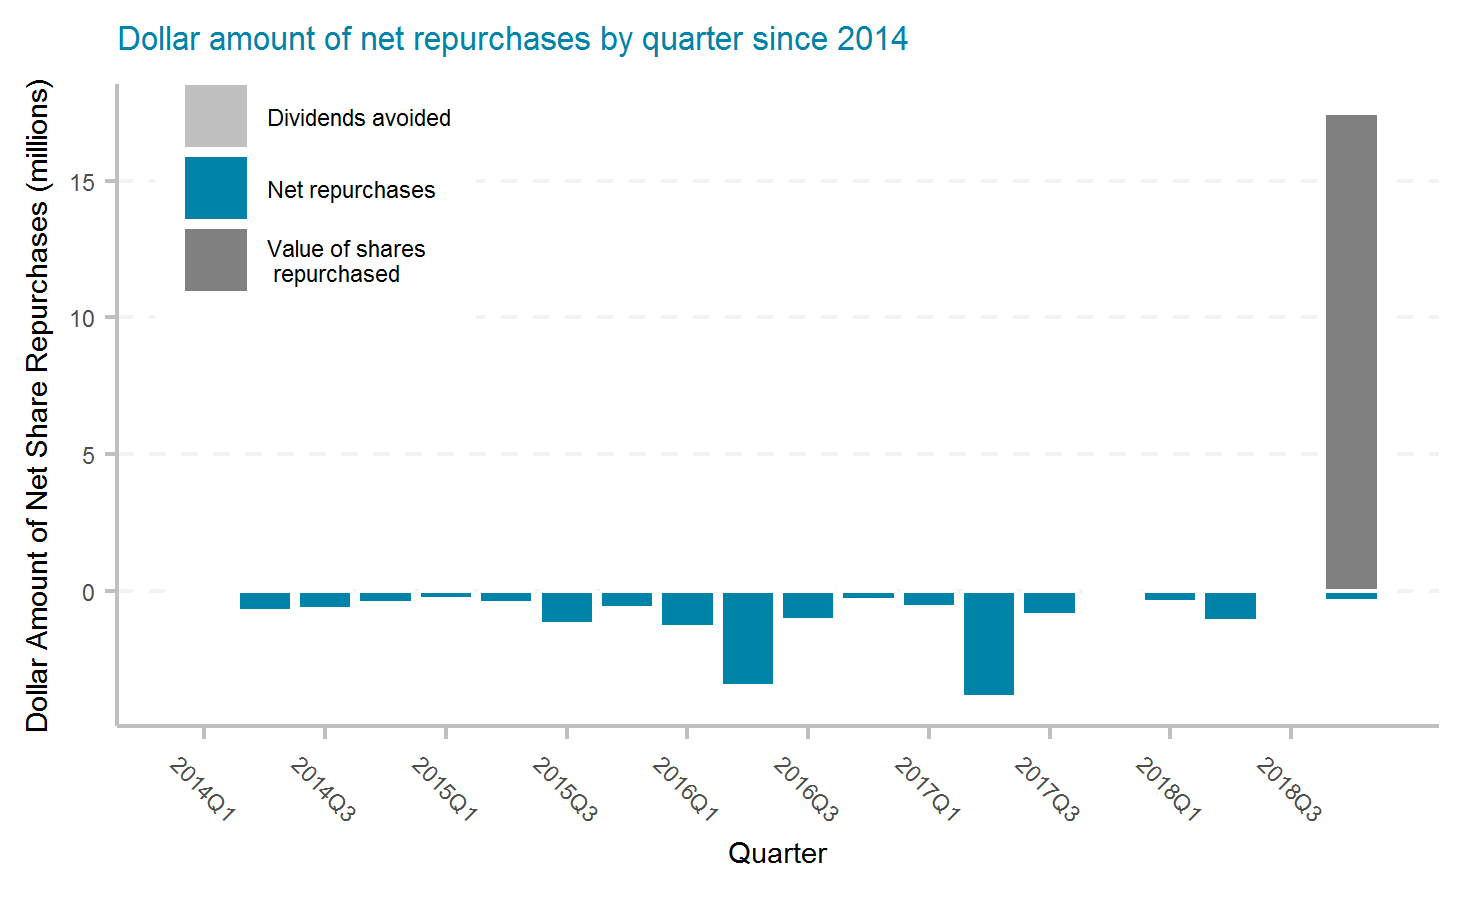 Dollar amount of net repurchases by quarter since 2014
Dollar Amount of Net Share Repurchases (millions)
Dividends avoided
Net repurchases
Value of shares
repurchased
15
10
5
0
2014Q1
2014Q3
2015Q1
2015Q3
2016Q1
2016Q3
2017Q1
2017Q3
2018Q1
2018Q3
Quarter